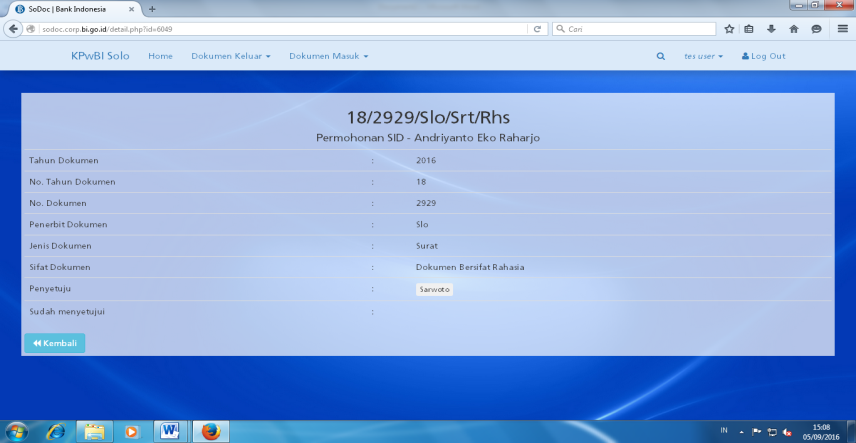 SoDoc | Bank Indonesia
sodoc.corp.bi.go.id/detail.php?id=6049
Cari
KPwBI Solo Home Dokumen Keluar Dokumen Masuk tes user Log Out
18/2929/Slo/Srt/Rhs
Permohonan SID - Andriyanto Eko Raharjo
Tahun Dokumen : 2016
No. Tahun Dokumen : 18
No. Dokumen : 2929
Penerbit Dokumen : Slo
Jenis Dokumen : Surat
Sifat Dokumen : Dokumen Bersifat Rahasia
Penyetuju : Sarwoto
Sudah menyetujui :
Kembali
IN 15:08
05/09/2016